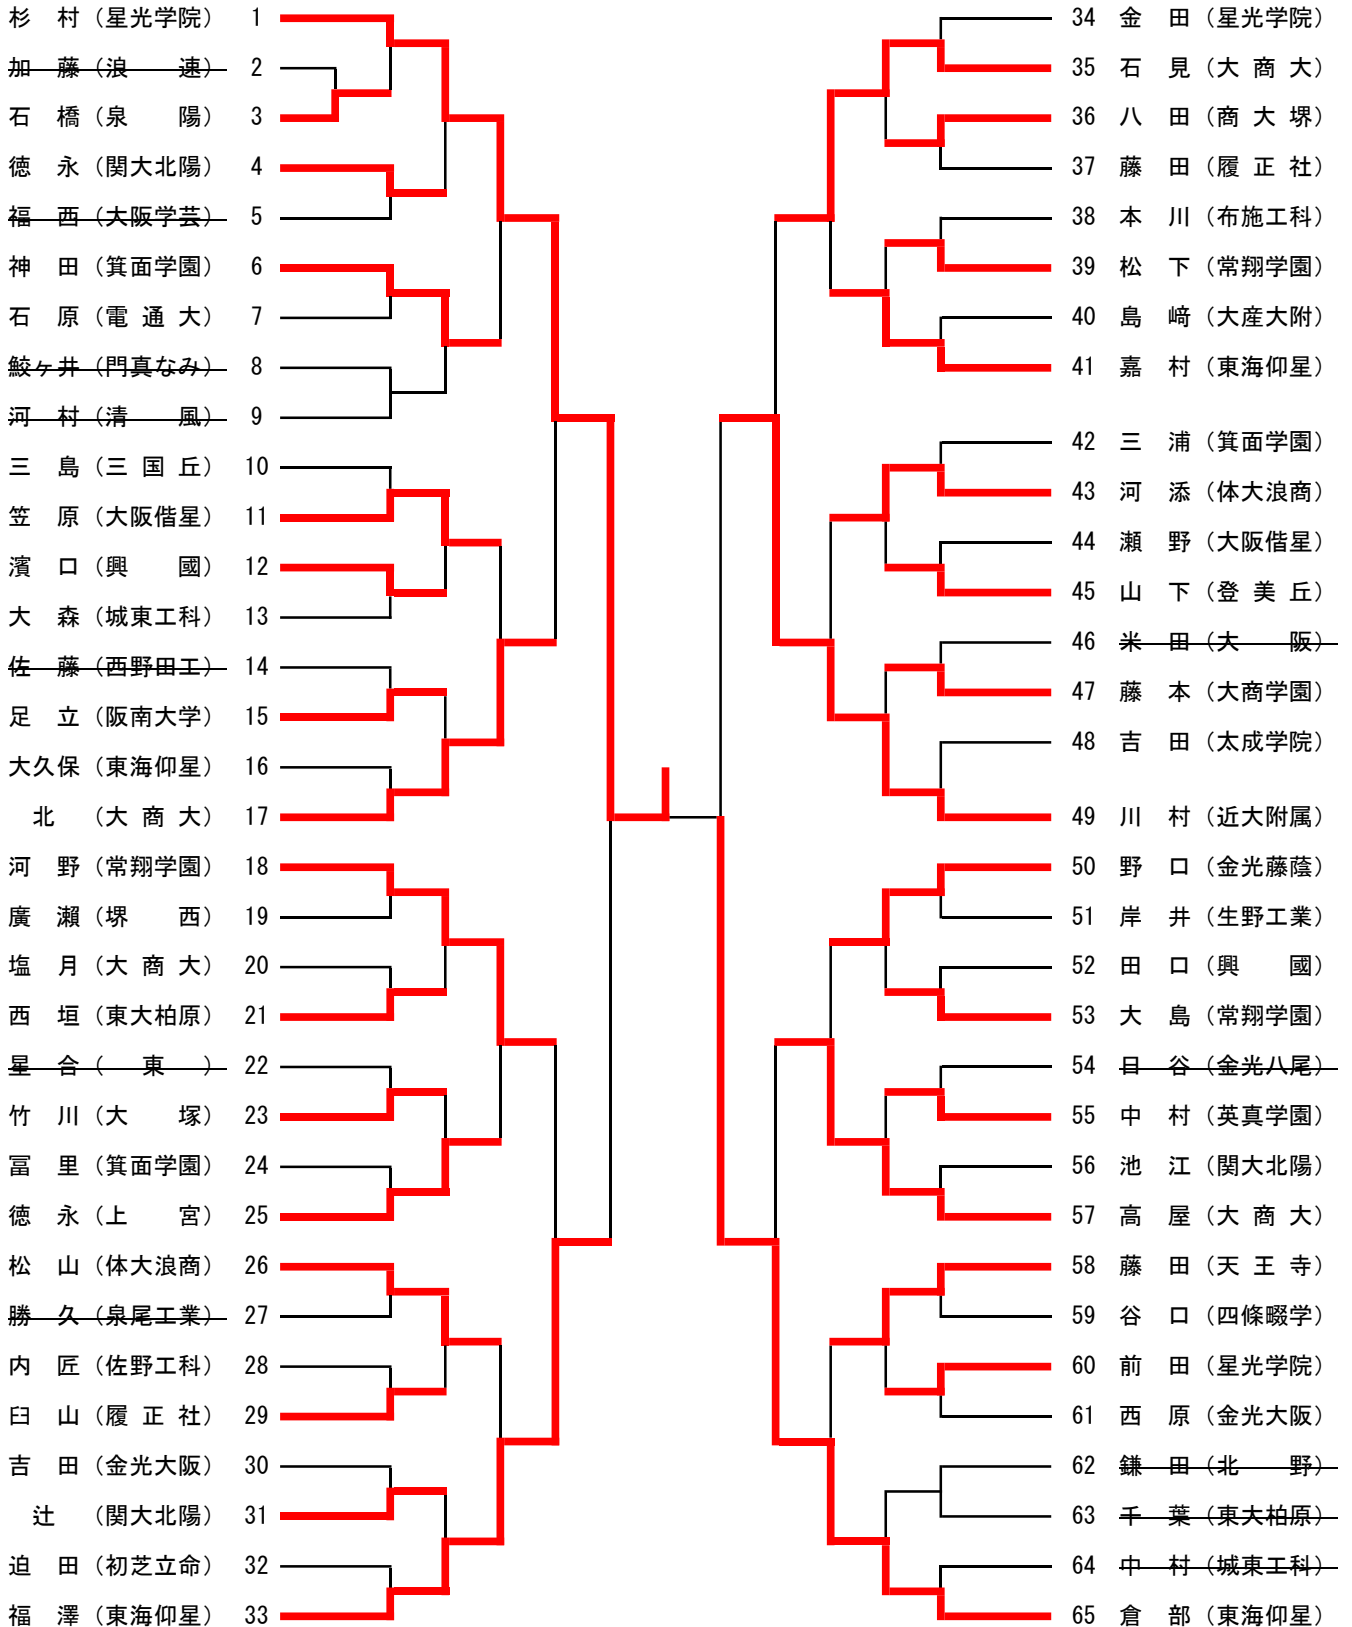 杉　村（星光学院） 1
加　藤（浪　　速） 2
石　橋（泉　　陽） 3
徳　永（関大北陽） 4
福　西（大阪学芸） 5
神　田（箕面学園） 6
石　原（電 通 大） 7
鮫ヶ井（門真なみ） 8
河　村（清　　風） 9
三　島（三 国 丘） 10
笠　原（大阪偕星） 11
濱　口（興　　國） 12
大　森（城東工科） 13
佐　藤（西野田工） 14
足　立（阪南大学） 15
大久保（東海仰星） 16
北　（大 商 大） 17
河　野（常翔学園） 18
廣　瀬（堺　　西） 19
塩　月（大 商 大） 20
西　垣（東大柏原） 21
星　合（　東　） 22
竹　川（大　　塚） 23
冨　里（箕面学園） 24
徳　永（上　　宮） 25
松　山（体大浪商） 26
勝　久（泉尾工業） 27
内　匠（佐野工科） 28
臼　山（履 正 社） 29
吉　田（金光大阪） 30
辻　（関大北陽） 31
迫　田（初芝立命） 32
福　澤（東海仰星） 33
34 金　田（星光学院）
35 石　見（大 商 大）
36 八　田（商 大 堺）
37 藤　田（履 正 社）
38 本　川（布施工科）
39 松　下（常翔学園）
40 島　﨑（大産大附）
41 嘉　村（東海仰星）
42 三　浦（箕面学園）
43 河　添（体大浪商）
44 瀬　野（大阪偕星）
45 山　下（登 美 丘）
46 米　田（大　　阪）
47 藤　本（大商学園）
48 吉　田（太成学院）
49 川　村（近大附属）
50 野　口（金光藤蔭）
51 岸　井（生野工業）
52 田　口（興　　國）
53 大　島（常翔学園）
54 日　谷（金光八尾）
55 中　村（英真学園）
56 池　江（関大北陽）
57 高　屋（大 商 大）
58 藤　田（天 王 寺）
59 谷　口（四條畷学）
60 前　田（星光学院）
61 西　原（金光大阪）
62 鎌　田（北　　野）
63 千　葉（東大柏原）
64 中　村（城東工科）
65 倉　部（東海仰星）